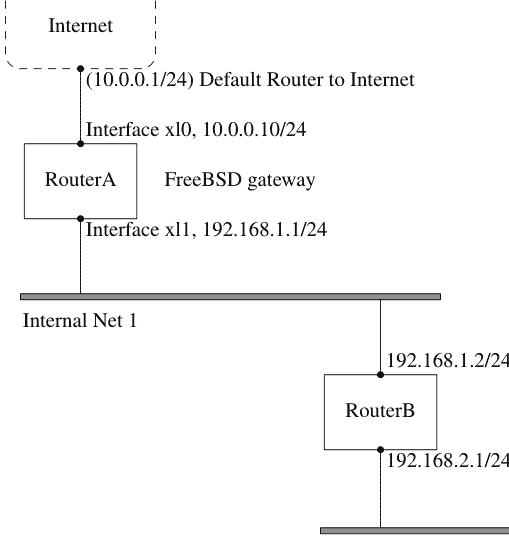 Internet
(10.0.0.1/24) Default Router to Internet
Interface xl0, 10.0.0.10/24
RouterA
FreeBSD gateway
Interface xl1, 192.168.1.1/24
Internal Net 1
192.168.1.2/24
RouterB
192.168.2.1/24